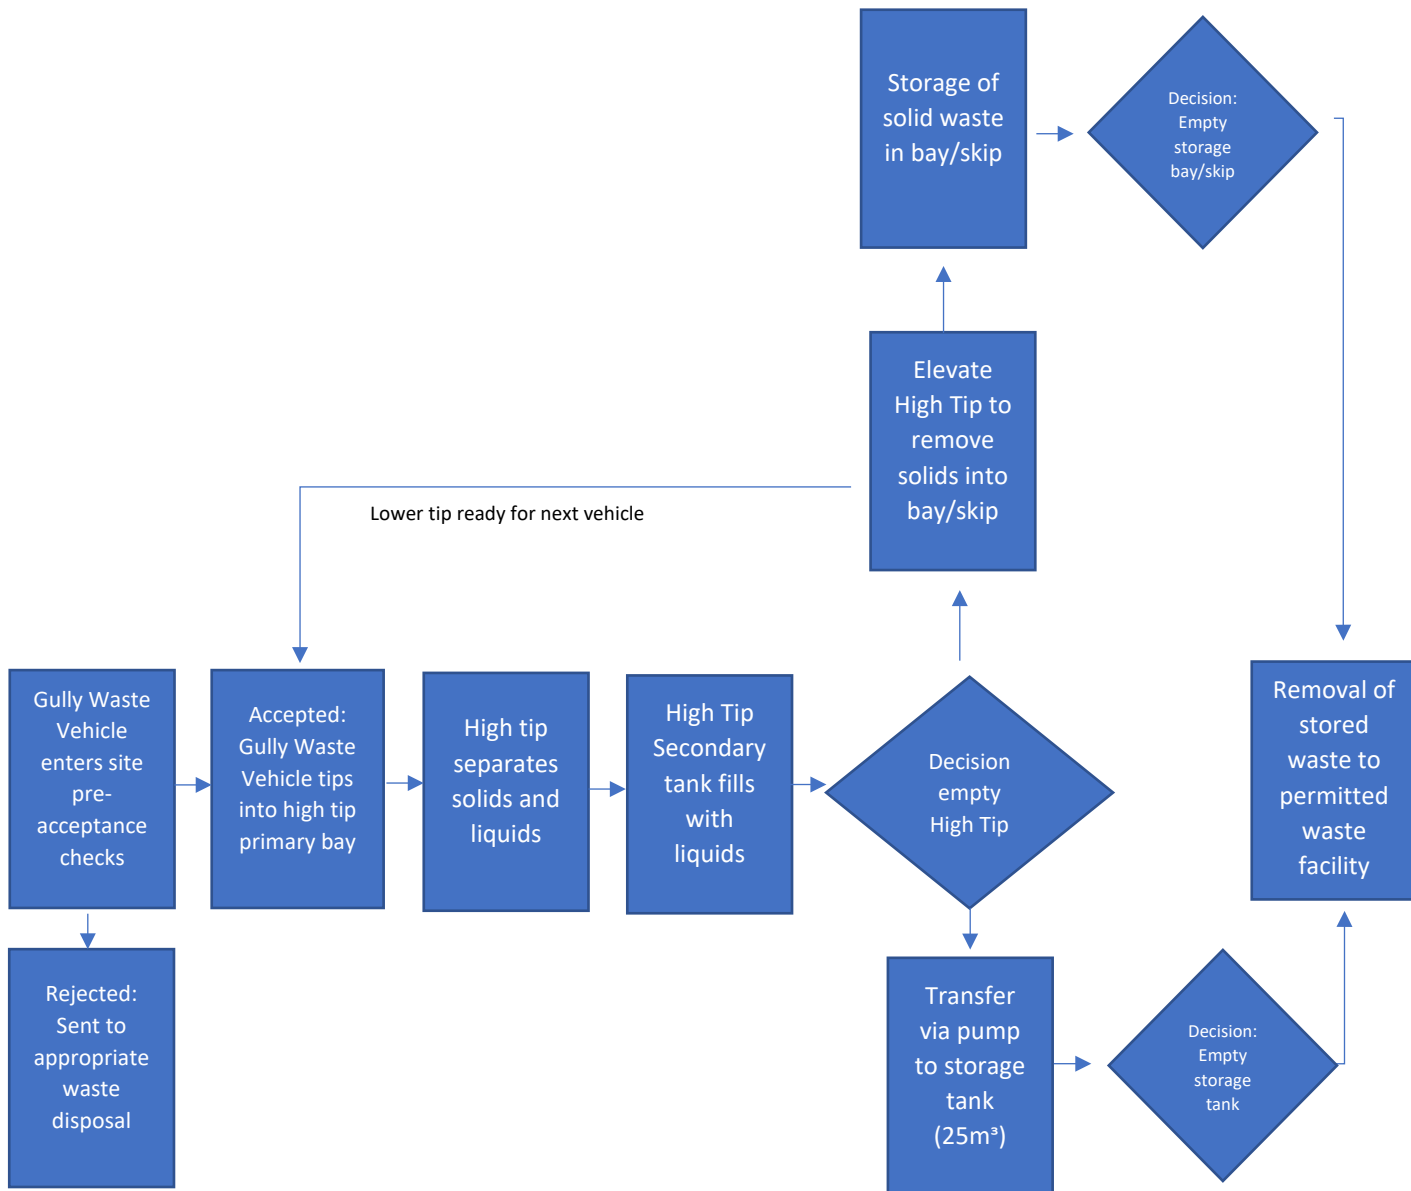 Storage of
solid waste
in bay/skip
Decision:
Empty
storage
bay/skip
Elevate
High Tip to
remove
solids into
bay/skip
Lower tip ready for next vehicle
Gully Waste
Vehicle
enters site
pre-
acceptance
checks
Accepted:
Gully Waste
Vehicle tips
into high tip
primary bay
High tip
separates
solids and
liquids
High Tip
Secondary
tank fills
with
liquids
Decision
empty
High Tip
Removal of
stored
waste to
permitted
waste
facility
Rejected:
Sent to
appropriate
waste
disposal
Transfer
via pump
to storage
tank
(25m³)
Decision:
Empty
storage
tank